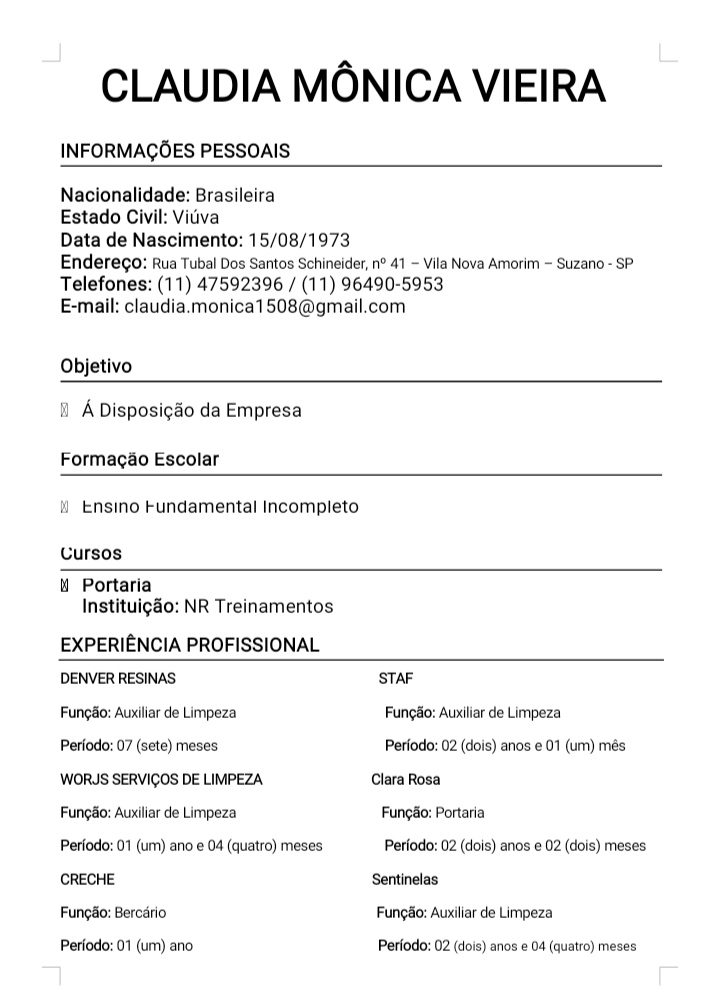 CLAUDIA MÔNICA VIEIRA
INFORMAÇÕES PESSOAIS
Nacionalidade: Brasileira
Estado Civil: Viúva
Data de Nascimento: 15/08/1973
Endereço: Rua Tubal Dos Santos Schineider, nº 41 – Vila Nova Amorim – Suzano - SP
Telefones: (11) 47592396 / (11) 96490-5953
E-mail: claudia.monica1508@gmail.com
Objetivo
Á Disposição da Empresa
Formação Escolar
Ensino Fundamental Incompleto
Cursos
Portaria
Instituição: NR Treinamentos
EXPERIÊNCIA PROFISSIONAL
DENVER RESINAS STAF
Função: Auxiliar de Limpeza Função: Auxiliar de Limpeza
Período: 07 (sete) meses Período: 02 (dois) anos e 01 (um) mês
WORJS SERVIÇOS DE LIMPEZA Clara Rosa
Função: Auxiliar de Limpeza Função: Portaria
Período: 01 (um) ano e 04 (quatro) meses Período: 02 (dois) anos e 02 (dois) meses
CRECHE Sentinelas
Função: Bercário Função: Auxiliar de Limpeza
Período: 01 (um) ano Período: 02 (dois) anos e 04 (quatro) meses